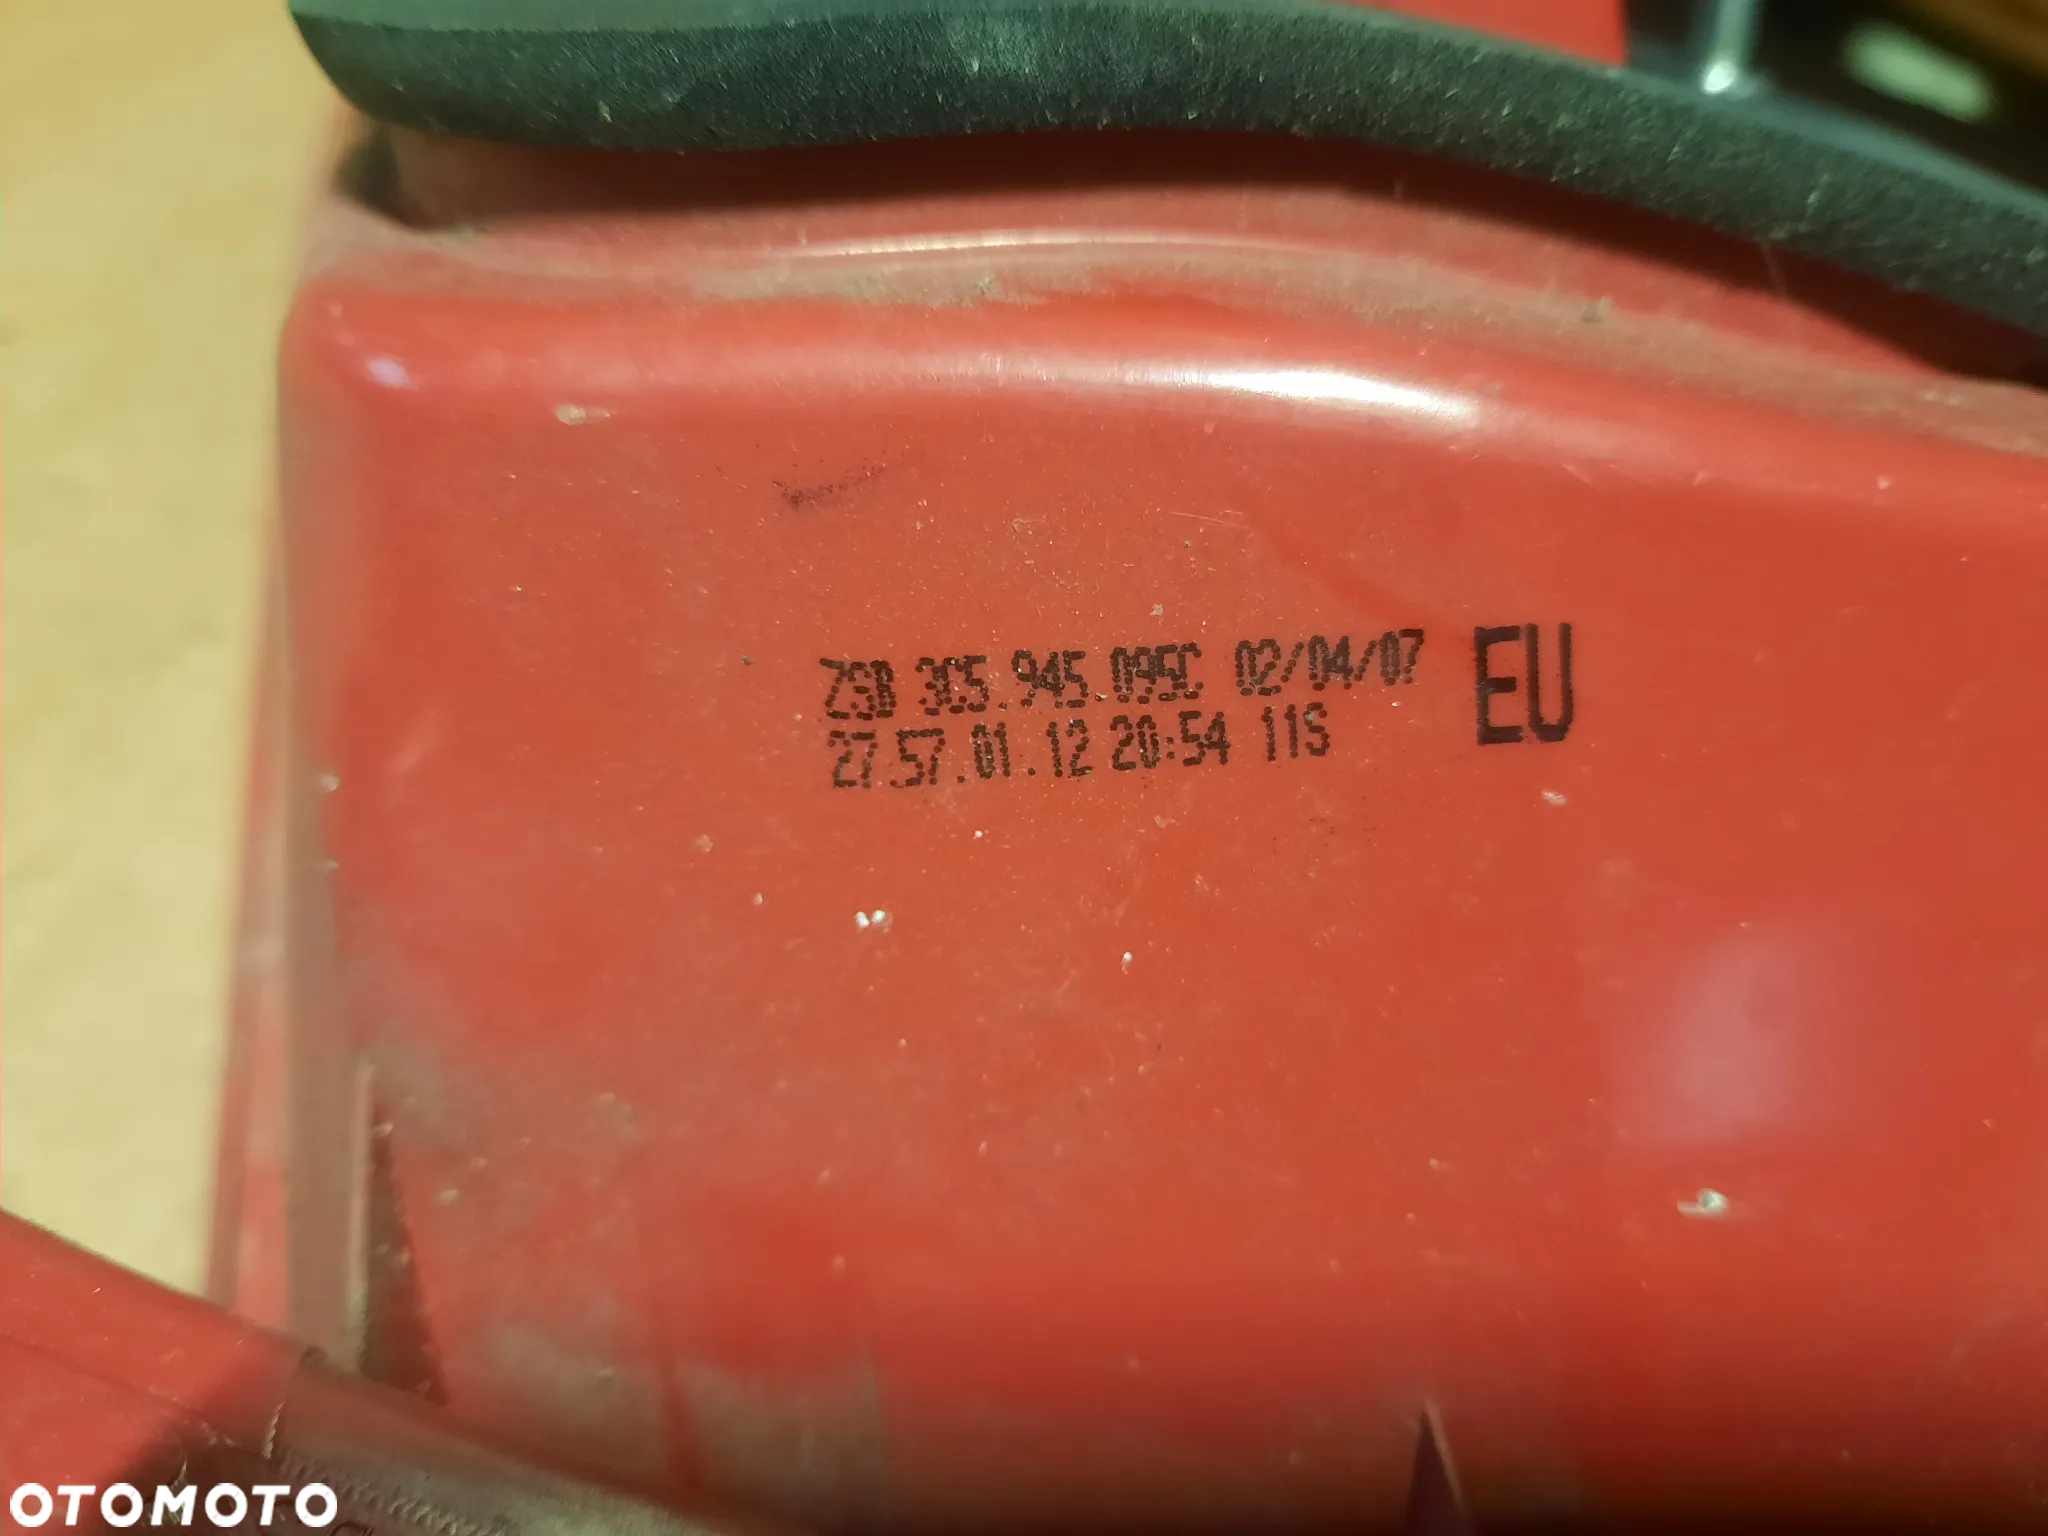 ZSB 3C5.945.095C 02/04/07 EU
27.57.01.12 20:54 11S
OTOMOTO